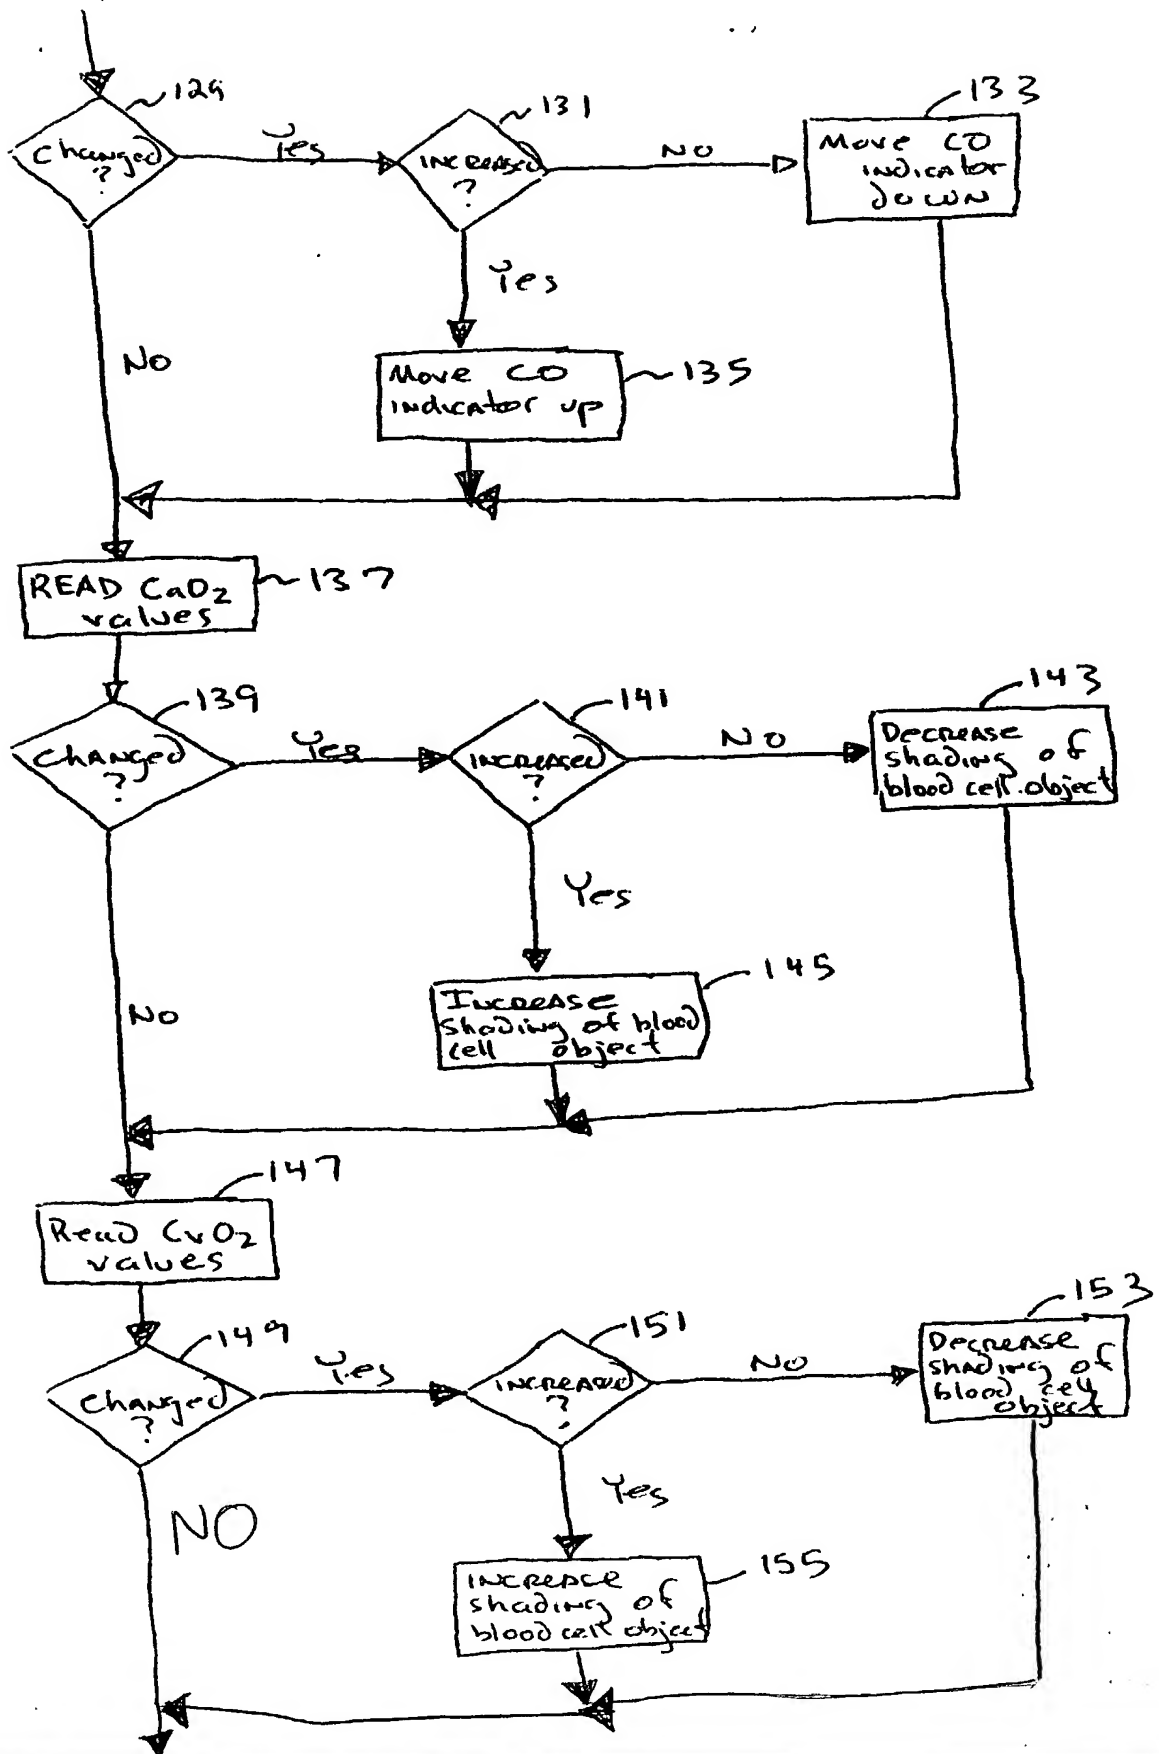 129
131
133
Changed
?
Yes
INCREASED
?
NO
Move CO
INDICATOR
DOWN
Yes
NO
Move CO
INDICATOR up
135
READ CaO2
values
137
139
141
143
CHANGED
?
Yes
INCREASED
?
NO
Decrease
shading of
blood cell object
Yes
145
NO
INCREASE
shading of blood
cell object
147
Read CvO2
values
149
151
153
Changed
?
Yes
INCREASED
?
NO
Decrease
shading of
blood cell
object
Yes
NO
155
INCREASE
shading of
blood cell object